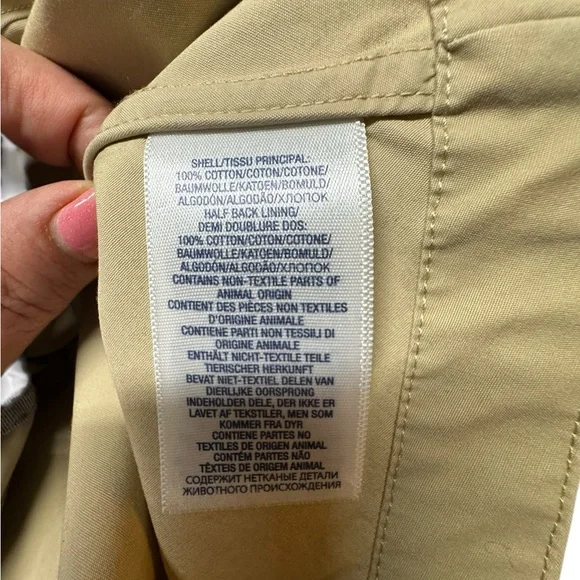 SHELL/TISSU PRINCIPAL:
100% COTTON/COTON/COTONE/
BAUMWOLLE/KATOEN/BOMULD/
ALGODÓN/ALGODÃO/ХЛОПОК
HALF BACK LINING/
DEMI DOUBLURE DOS:
100% COTTON/COTON/COTONE/
BAUMWOLLE/KATOEN/BOMULD/
ALGODÓN/ALGODÃO/ХЛОПОК
CONTAINS NON-TEXTILE PARTS OF
ANIMAL ORIGIN
CONTIENT DES PIÈCES NON TEXTILES
D'ORIGINE ANIMALE
CONTIENE PARTI NON TESSILI DI
ORIGINE ANIMALE
ENTHÄLT NICHT-TEXTILE TEILE
TIERISCHER HERKUNFT
BEVAT NIET-TEXTIEL DELEN VAN
DIERLIJKE OORSPRONG
INDEHOLDER DELE, DER IKKE ER
LAVET AF TEKSTILER, MEN SOM
KOMMER FRA DYR
CONTIENE PARTES NO
TEXTILES DE ORIGEN ANIMAL
CONTÉM PARTES NÃO
TÊXTEIS DE ORIGEM ANIMAL
СОДЕРЖИТ НЕТКАНЫЕ ДЕТАЛИ
ЖИВОТНОГО ПРОИСХОЖДЕНИЯ